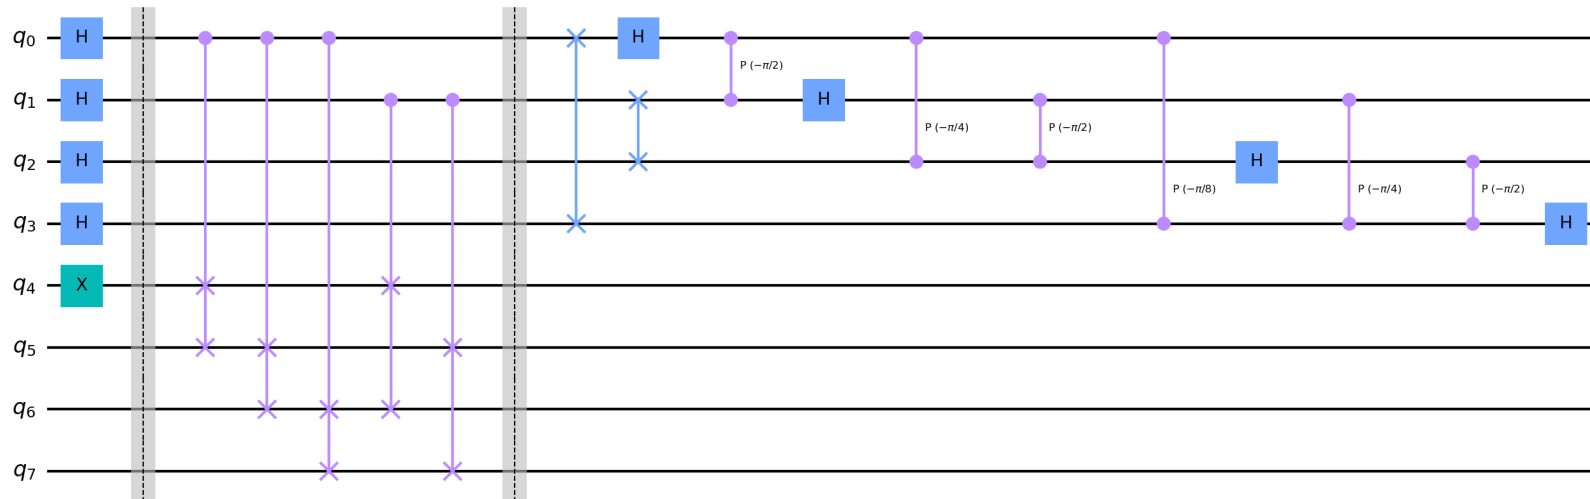 q0 H H
P (−π/2)
q1 H H
P (−π/4) P (−π/2)
q2 H H
P (−π/8) P (−π/4) P (−π/2)
q3 H H
q4 X
q5
q6
q7